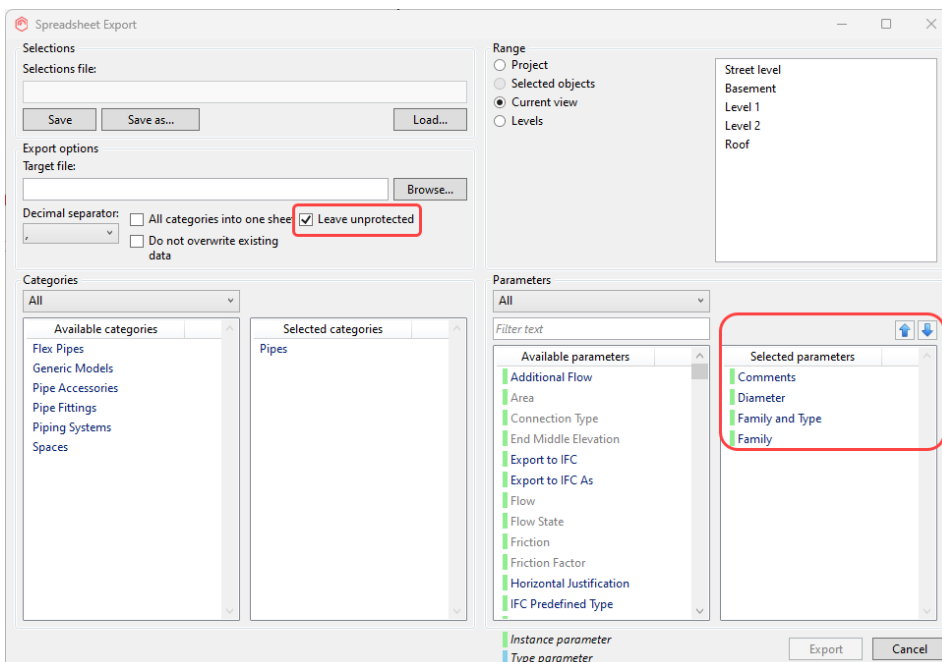 Spreadsheet Export
Selections
Selections file:
Save
Save as...
Load...
Export options
Target file:
Browse...
Decimal separator:
,
All categories into one sheet
Leave unprotected
Do not overwrite existing
data
Range
Project
Selected objects
Current view
Levels
Street level
Basement
Level 1
Level 2
Roof
Categories
All
Available categories
Flex Pipes
Generic Models
Pipe Accessories
Pipe Fittings
Piping Systems
Spaces
Selected categories
Pipes
Parameters
All
Filter text
Available parameters
Additional Flow
Area
Connection Type
End Middle Elevation
Export to IFC
Export to IFC As
Flow
Flow State
Friction
Friction Factor
Horizontal Justification
IFC Predefined Type
Selected parameters
Comments
Diameter
Family and Type
Family
Instance parameter
Type parameter
Export
Cancel